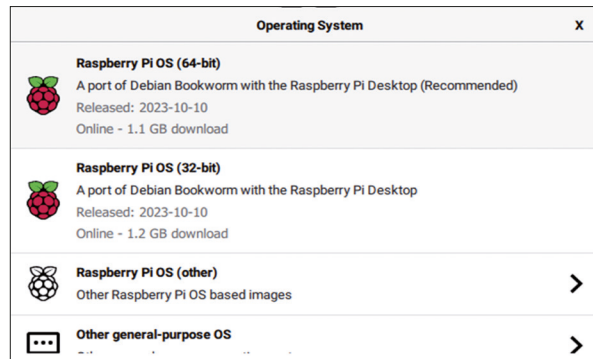 Operating System
X
Raspberry Pi OS (64-bit)
A port of Debian Bookworm with the Raspberry Pi Desktop (Recommended)
Released: 2023-10-10
Online - 1.1 GB download
Raspberry Pi OS (32-bit)
A port of Debian Bookworm with the Raspberry Pi Desktop
Released: 2023-10-10
Online - 1.2 GB download
Raspberry Pi OS (other)
Other Raspberry Pi OS based images
Other general-purpose OS